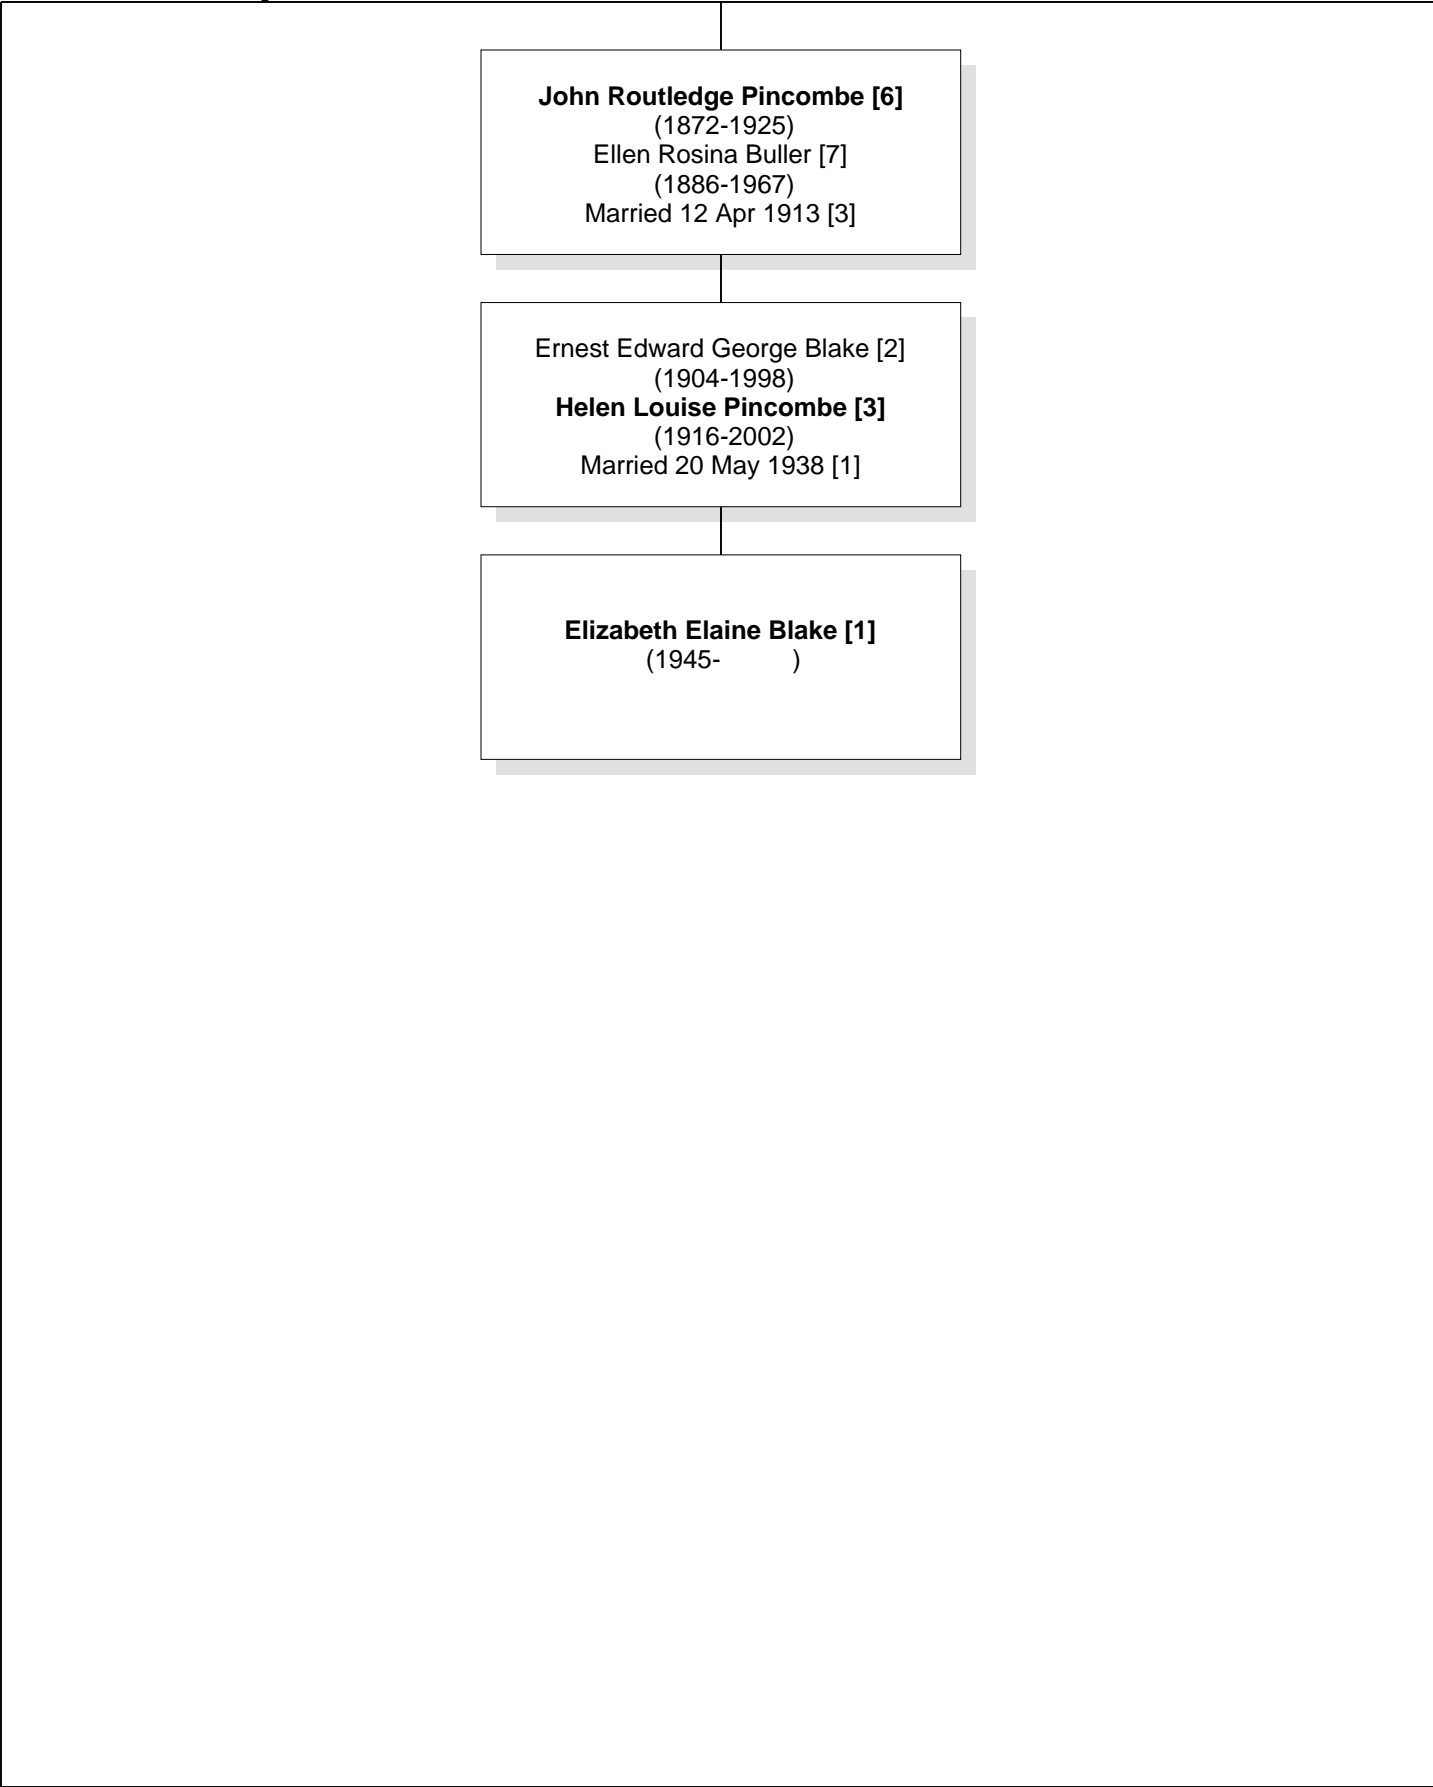 John Routledge Pincombe [6]
(1872-1925)
Ellen Rosina Buller [7]
(1886-1967)
Married 12 Apr 1913 [3]
Ernest Edward George Blake [2]
(1904-1998)
Helen Louise Pincombe [3]
(1916-2002)
Married 20 May 1938 [1]
Elizabeth Elaine Blake [1]
(1945-          )